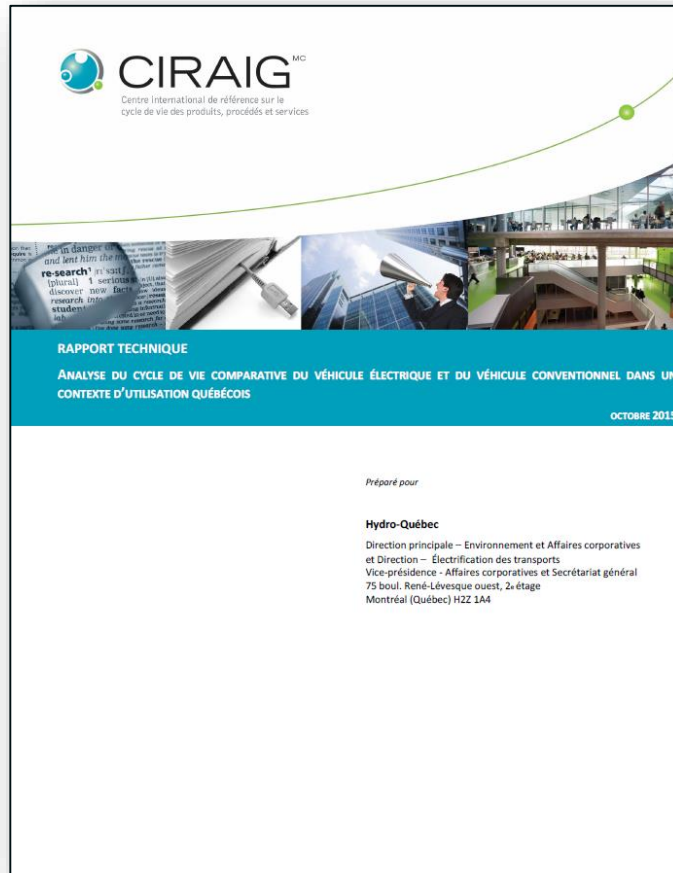 CIRAIG MC
Centre international de référence sur le
cycle de vie des produits, procédés et services
re·search¹
RAPPORT TECHNIQUE
ANALYSE DU CYCLE DE VIE COMPARATIVE DU VÉHICULE ÉLECTRIQUE ET DU VÉHICULE CONVENTIONNEL DANS UN
CONTEXTE D'UTILISATION QUÉBÉCOIS
OCTOBRE 2015
Préparé pour
Hydro-Québec
Direction principale – Environnement et Affaires corporatives
et Direction – Électrification des transports
Vice-présidence - Affaires corporatives et Secrétariat général
75 boul. René-Lévesque ouest, 2e étage
Montréal (Québec) H2Z 1A4